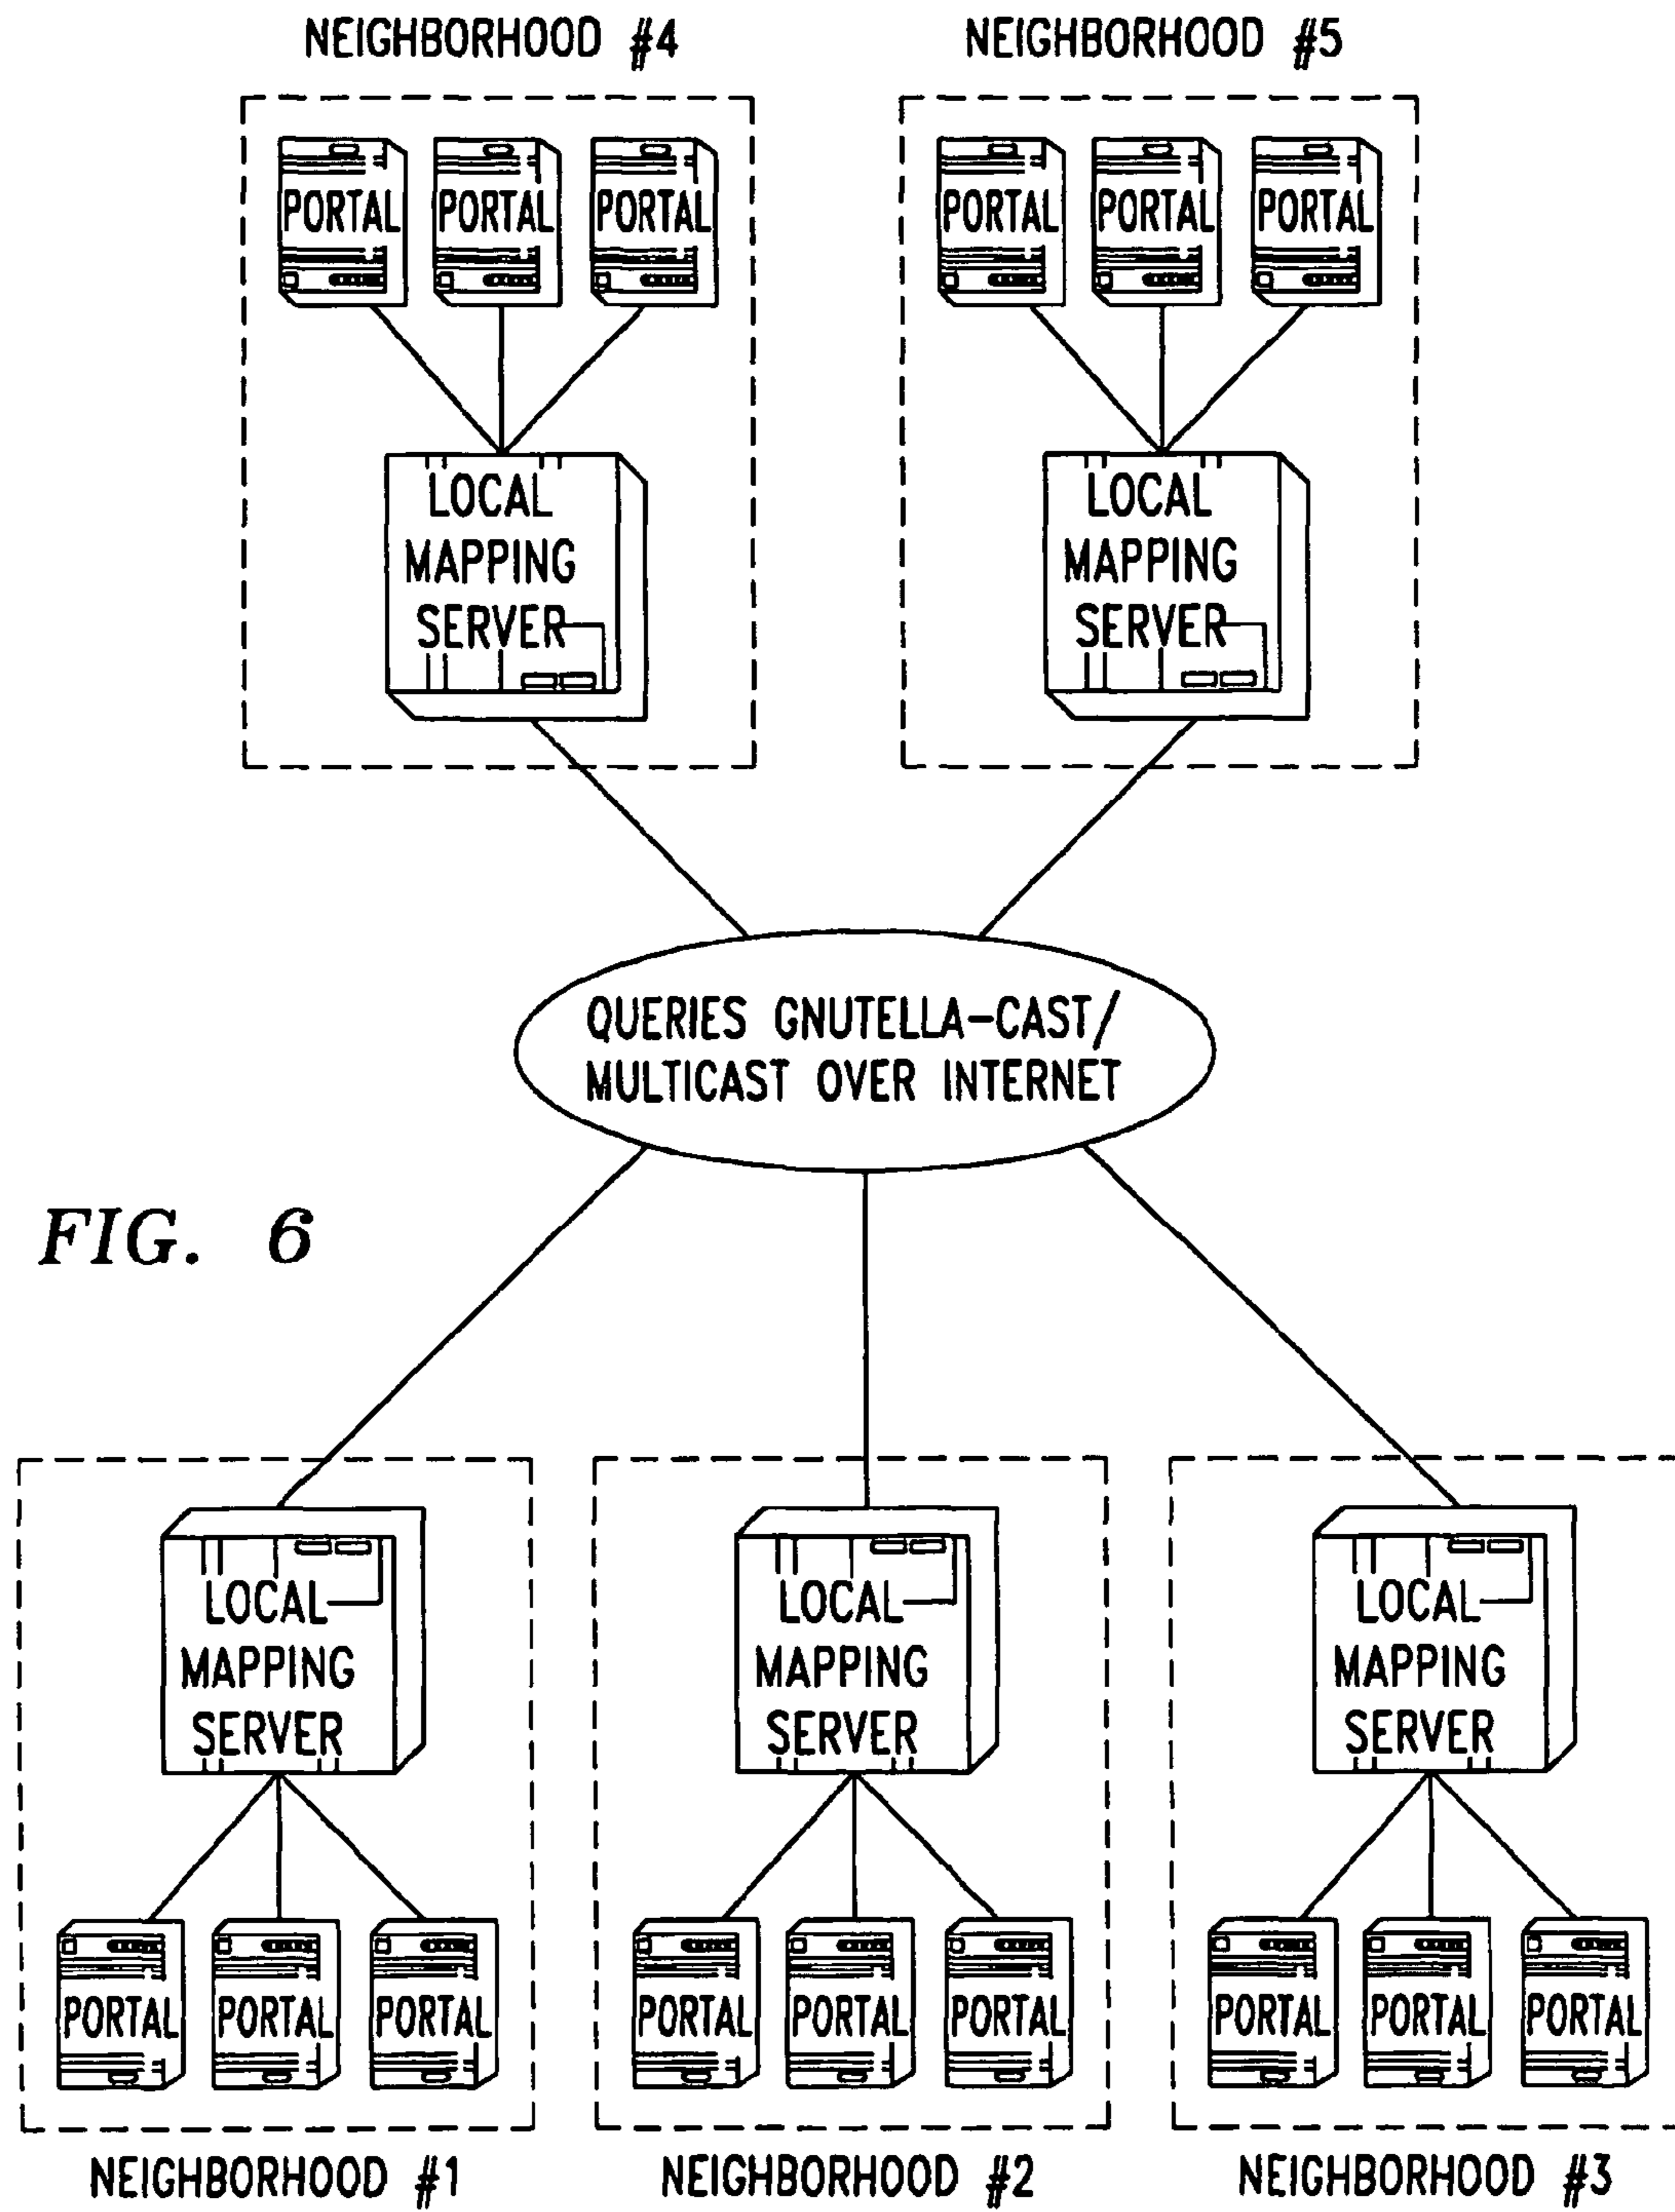 NEIGHBORHOOD #4
NEIGHBORHOOD #5
PORTAL
PORTAL
PORTAL
PORTAL
PORTAL
PORTAL
LOCAL
MAPPING
SERVER
LOCAL
MAPPING
SERVER
QUERIES GNUTELLA-CAST/
MULTICAST OVER INTERNET
FIG. 6
LOCAL
MAPPING
SERVER
LOCAL
MAPPING
SERVER
LOCAL
MAPPING
SERVER
PORTAL
PORTAL
PORTAL
PORTAL
PORTAL
PORTAL
PORTAL
PORTAL
PORTAL
NEIGHBORHOOD #1
NEIGHBORHOOD #2
NEIGHBORHOOD #3